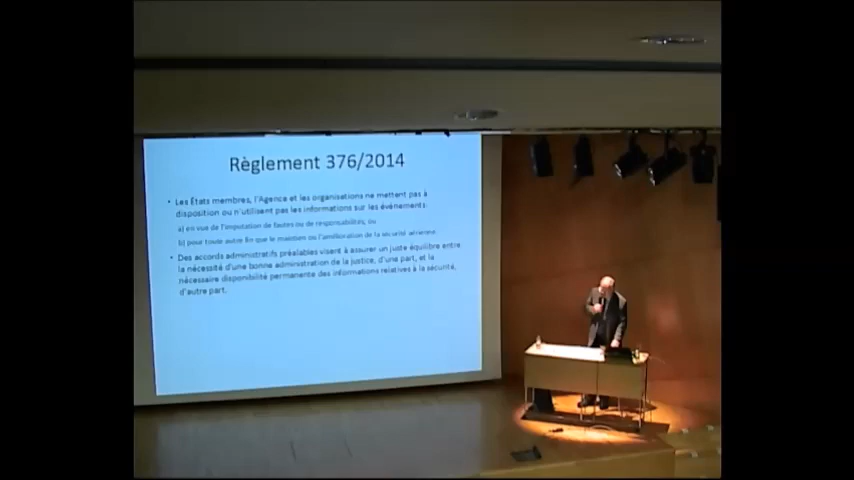 Règlement 376/2014
• Les États membres, l'Agence et les organisations ne mettent pas à
disposition ou n'utilisent pas les informations sur les événements:
a) en vue de l'imputation de fautes ou de responsabilités; ou
b) pour toute autre fin que le maintien ou l'amélioration de la sécurité aérienne
• Des accords administratifs préalables visent à assurer un juste équilibre entre
la nécessité d'une bonne administration de la justice, d'une part, et la
nécessaire disponibilité permanente des informations relatives à la sécurité,
d'autre part.